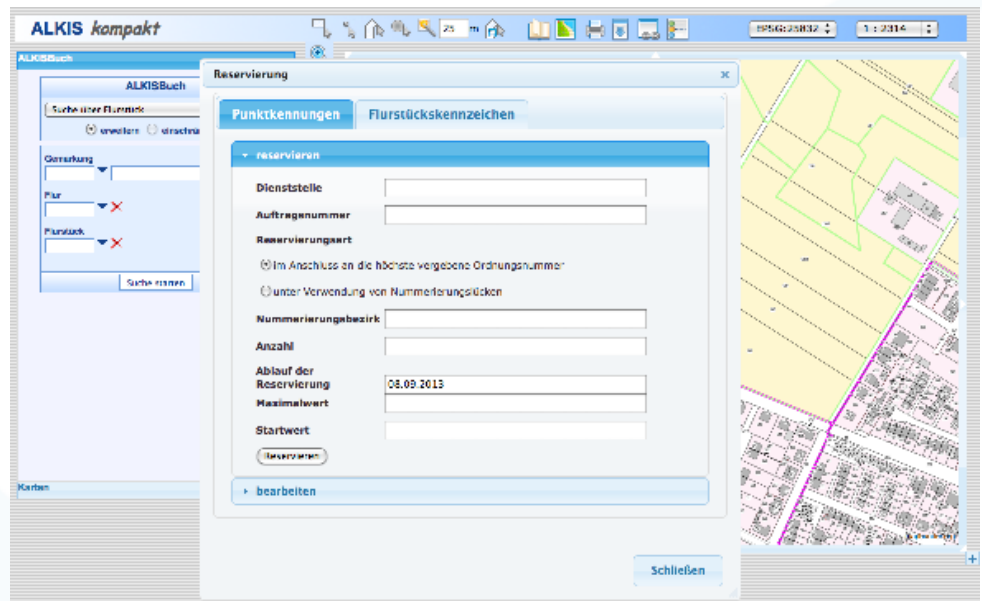 ALKIS kompakt
25 m
EPSG:25832
1 : 2314
ALKISBuch
ALKISBuch
Suche über Flurstück
erweitern einschrä
Gemarkung
Flur
Flurstück
Suche starten
Karten
Reservierung
Punktkennungen
Flurstückskennzeichen
reservieren
Dienststelle
Auftragsnummer
Reservierungsart
im Anschluss an die höchste vergebene Ordnungsnummer
unter Verwendung von Nummerierungslücken
Nummerierungsbezirk
Anzahl
Ablauf der
Reservierung 08.09.2013
Maximalwert
Startwert
Reservieren
bearbeiten
Schließen